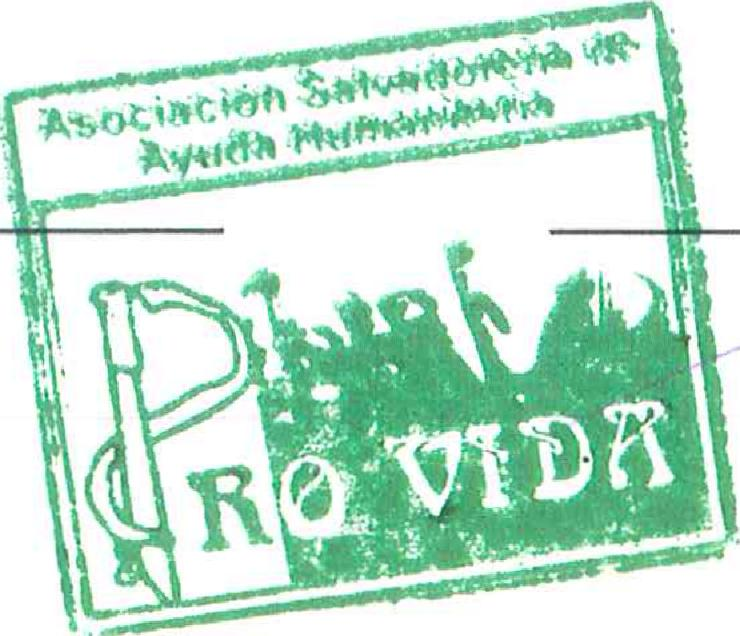 Asociación Salvadoreña de
Ayuda Humanitaria
PRO VIDA